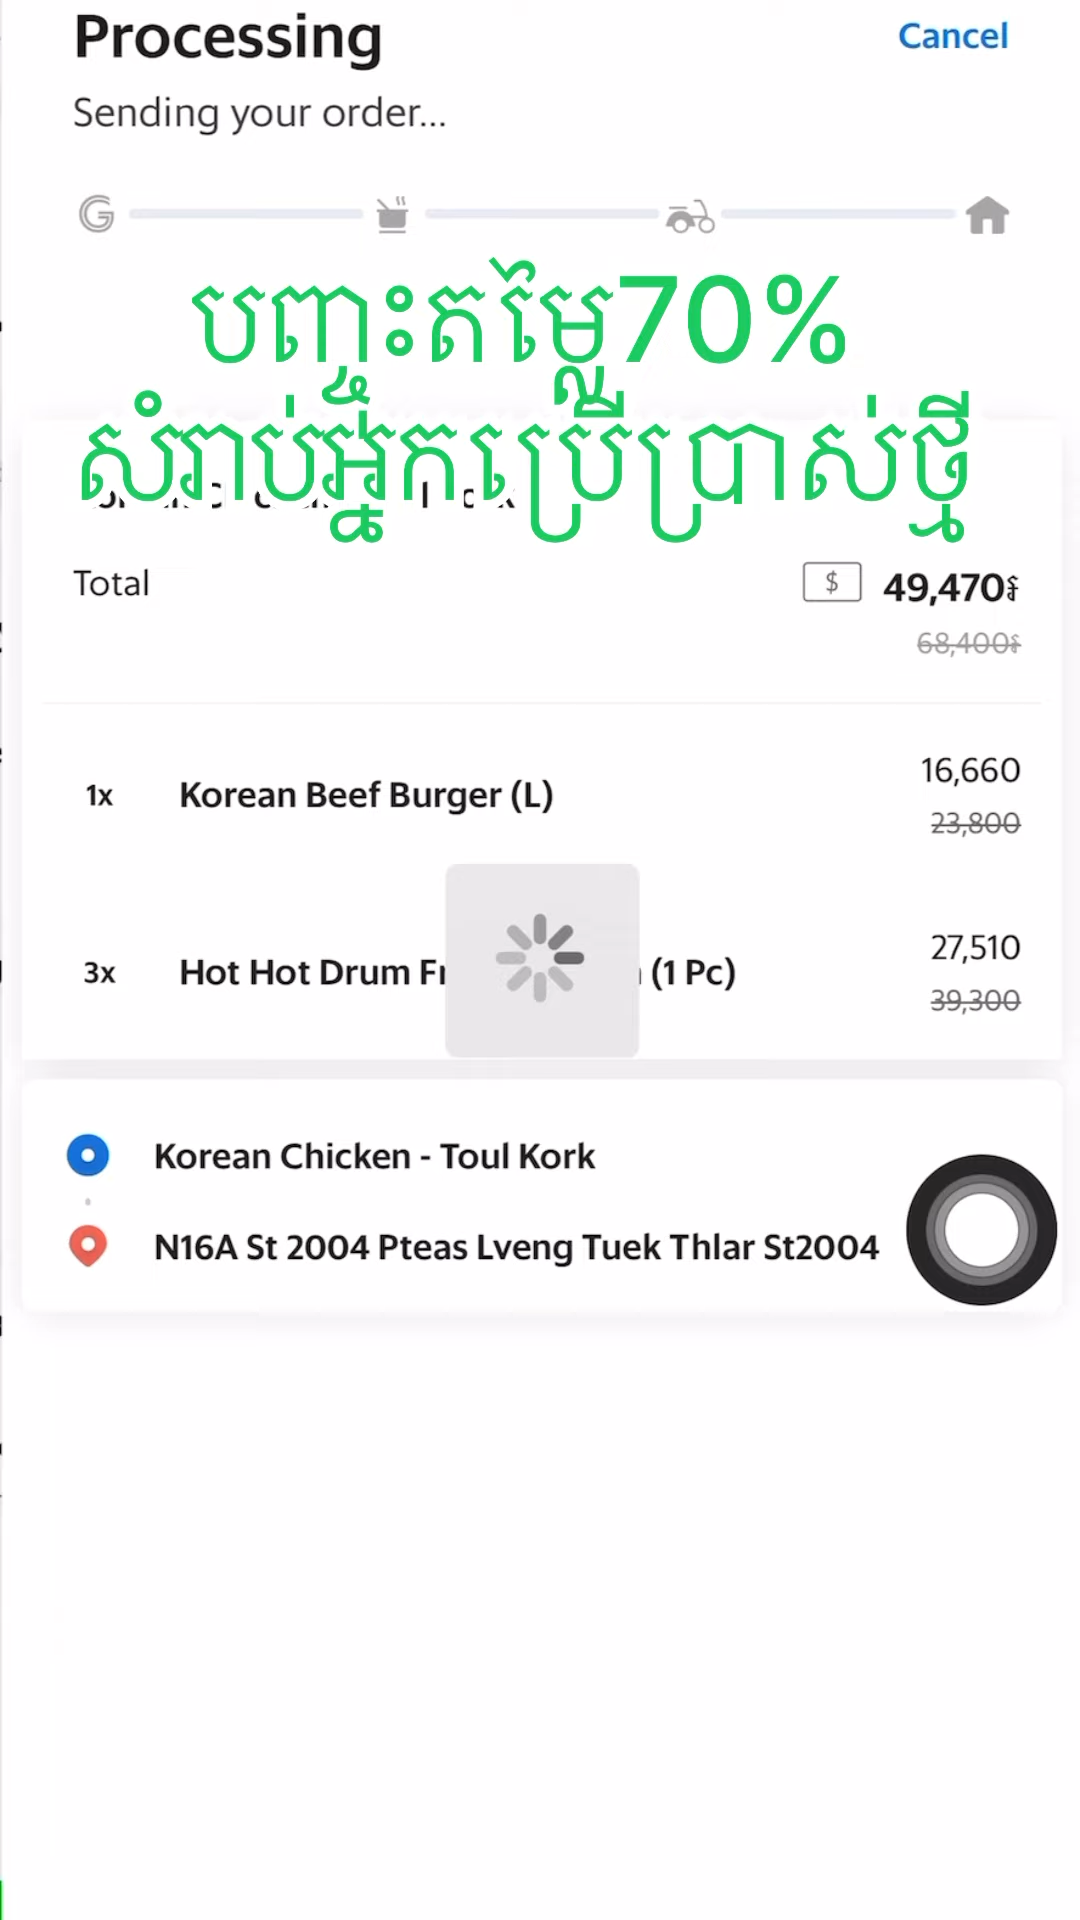 Processing
Cancel
Sending your order...
បញ្ចុះតម្លៃ70%
សំរាប់អ្នកប្រើប្រាស់ថ្មី
Total
$ 49,470៛
68,400៛
1x Korean Beef Burger (L) 16,660
23,800
3x Hot Hot Drum (1 Pc) 27,510
39,300
Korean Chicken - Toul Kork
N16A St 2004 Pteas Lveng Tuek Thlar St2004